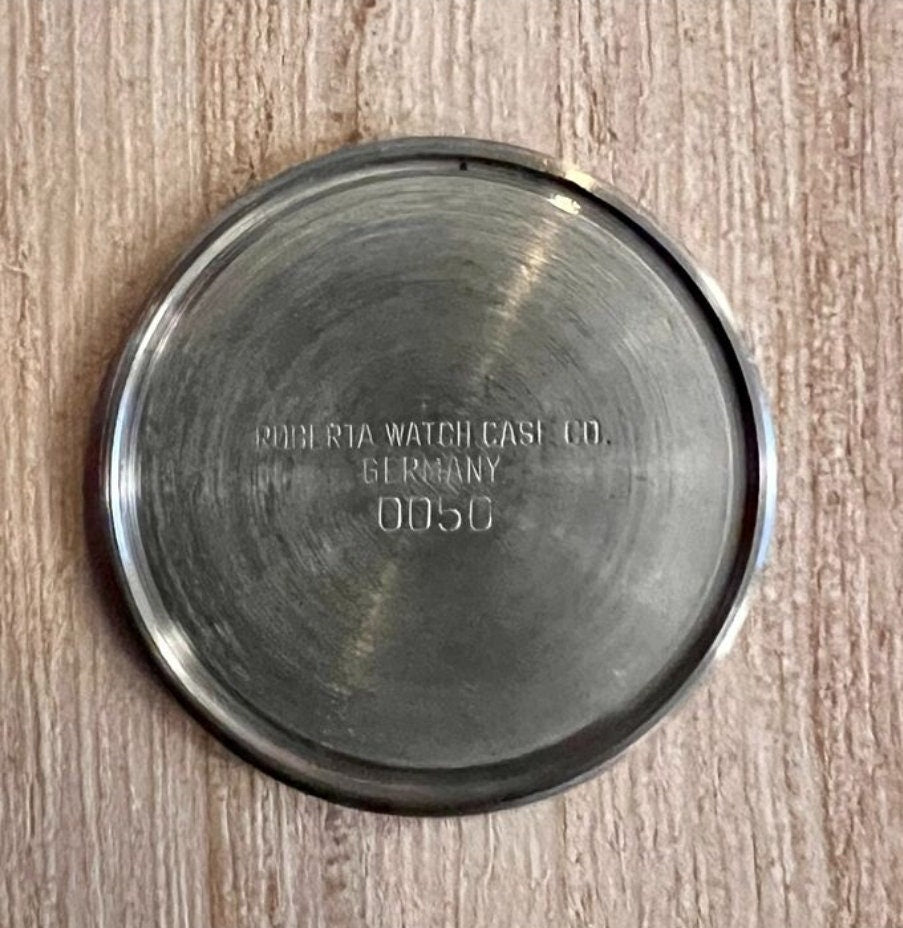 ROBERTA WATCH CASE CO.
GERMANY
0050